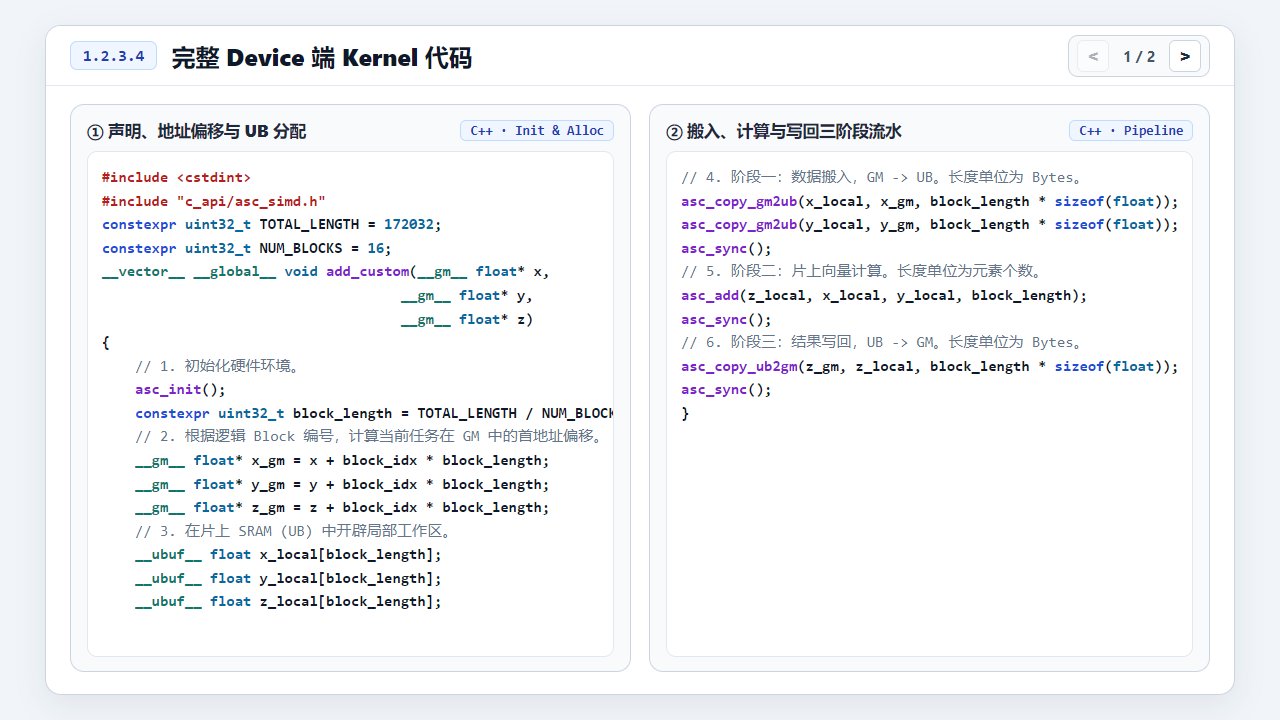 1.2.3.4 完整 Device 端 Kernel 代码
< 1 / 2 >
① 声明、地址偏移与 UB 分配
C++ · Init & Alloc
#include <cstdint>
#include "c_api/asc_simd.h"
constexpr uint32_t TOTAL_LENGTH = 172032;
constexpr uint32_t NUM_BLOCKS = 16;
__vector__ __global__ void add_custom(__gm__ float* x,
                                    __gm__ float* y,
                                    __gm__ float* z)
{
    // 1. 初始化硬件环境。
    asc_init();
    constexpr uint32_t block_length = TOTAL_LENGTH / NUM_BLOCK
    // 2. 根据逻辑 Block 编号，计算当前任务在 GM 中的首地址偏移。
    __gm__ float* x_gm = x + block_idx * block_length;
    __gm__ float* y_gm = y + block_idx * block_length;
    __gm__ float* z_gm = z + block_idx * block_length;
    // 3. 在片上 SRAM (UB) 中开辟局部工作区。
    __ubuf__ float x_local[block_length];
    __ubuf__ float y_local[block_length];
    __ubuf__ float z_local[block_length];
② 搬入、计算与写回三阶段流水
C++ · Pipeline
// 4. 阶段一：数据搬入，GM -> UB。长度单位为 Bytes。
asc_copy_gm2ub(x_local, x_gm, block_length * sizeof(float));
asc_copy_gm2ub(y_local, y_gm, block_length * sizeof(float));
asc_sync();
// 5. 阶段二：片上向量计算。长度单位为元素个数。
asc_add(z_local, x_local, y_local, block_length);
asc_sync();
// 6. 阶段三：结果写回，UB -> GM。长度单位为 Bytes。
asc_copy_ub2gm(z_gm, z_local, block_length * sizeof(float));
asc_sync();
}